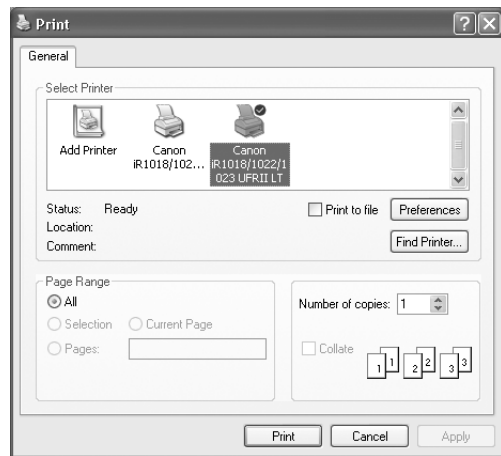 Print
General
Select Printer
Add Printer
Canon
iR1018/102...
Canon
iR1018/1022/1
023 UFRII LT
Status: Ready
Location:
Comment:
Print to file
Preferences
Find Printer...
Page Range
All
Selection
Current Page
Pages:
Number of copies: 1
Collate
1 1 2 2 3 3
Print
Cancel
Apply